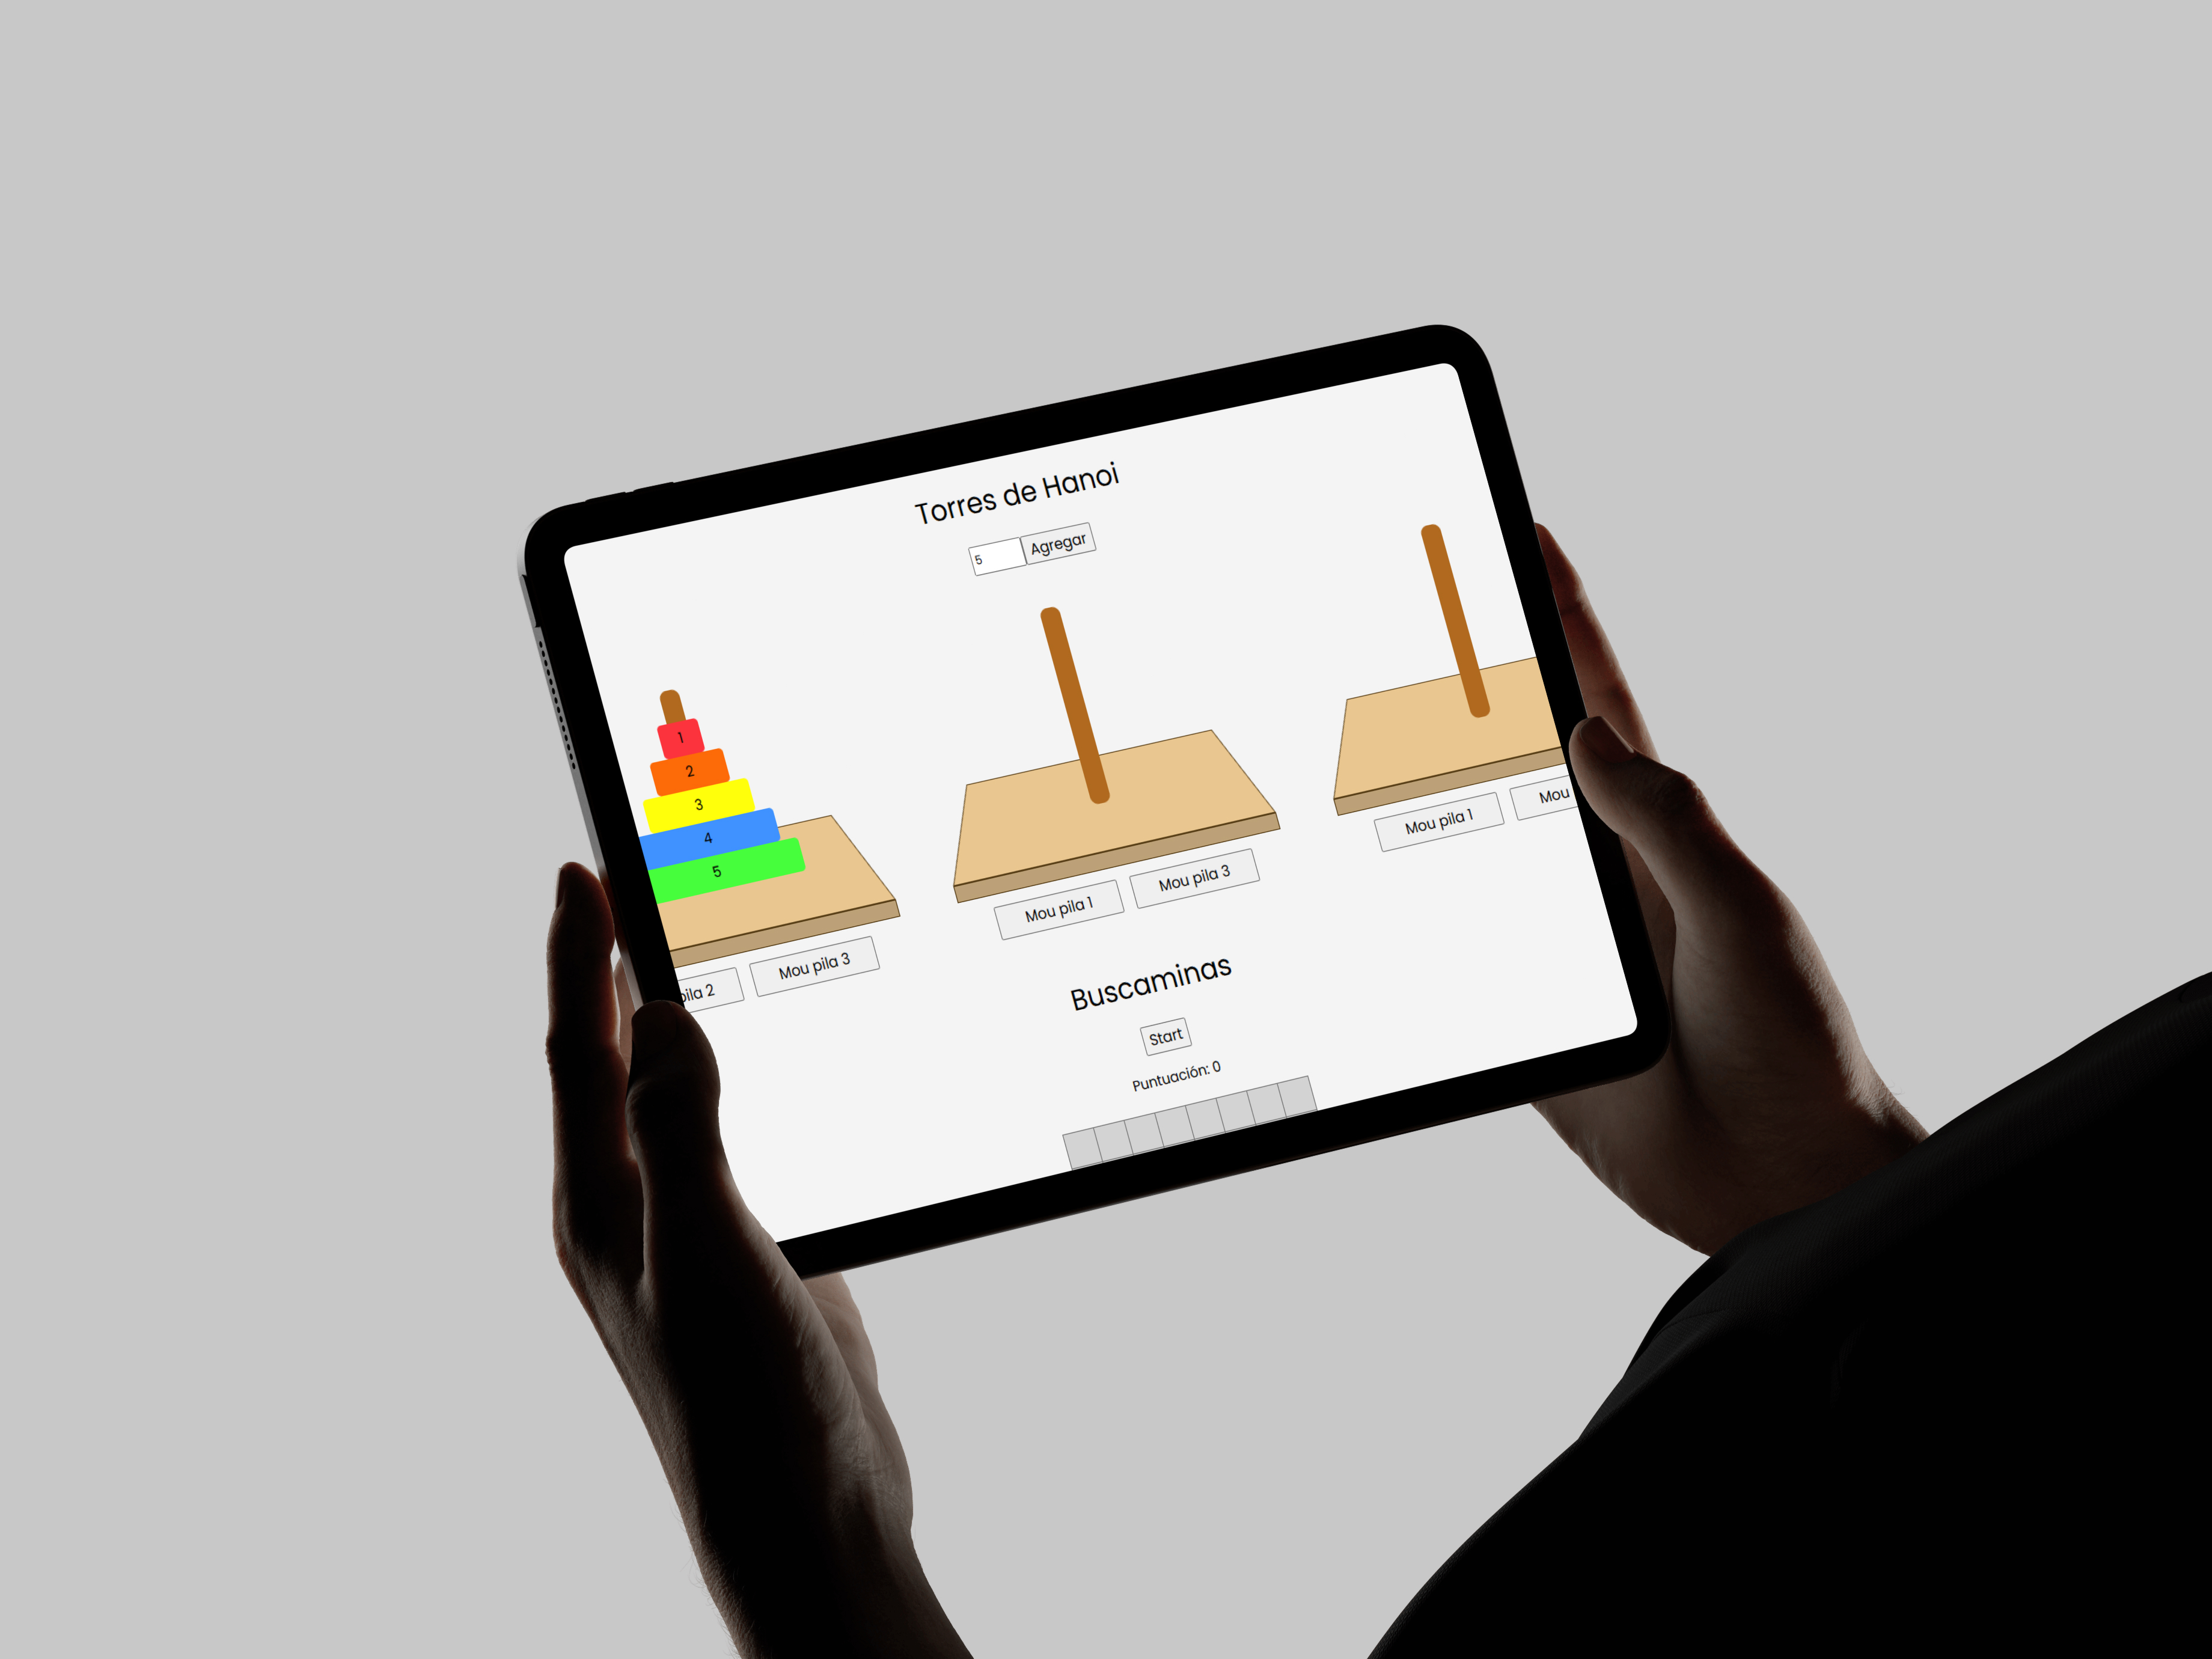 Torres de Hanoi
5 Agregar
1
2
3
4
5
pila 2 Mou pila 3
Mou pila 1 Mou pila 3
Mou pila 1 Mou
Buscaminas
Start
Puntuación: 0